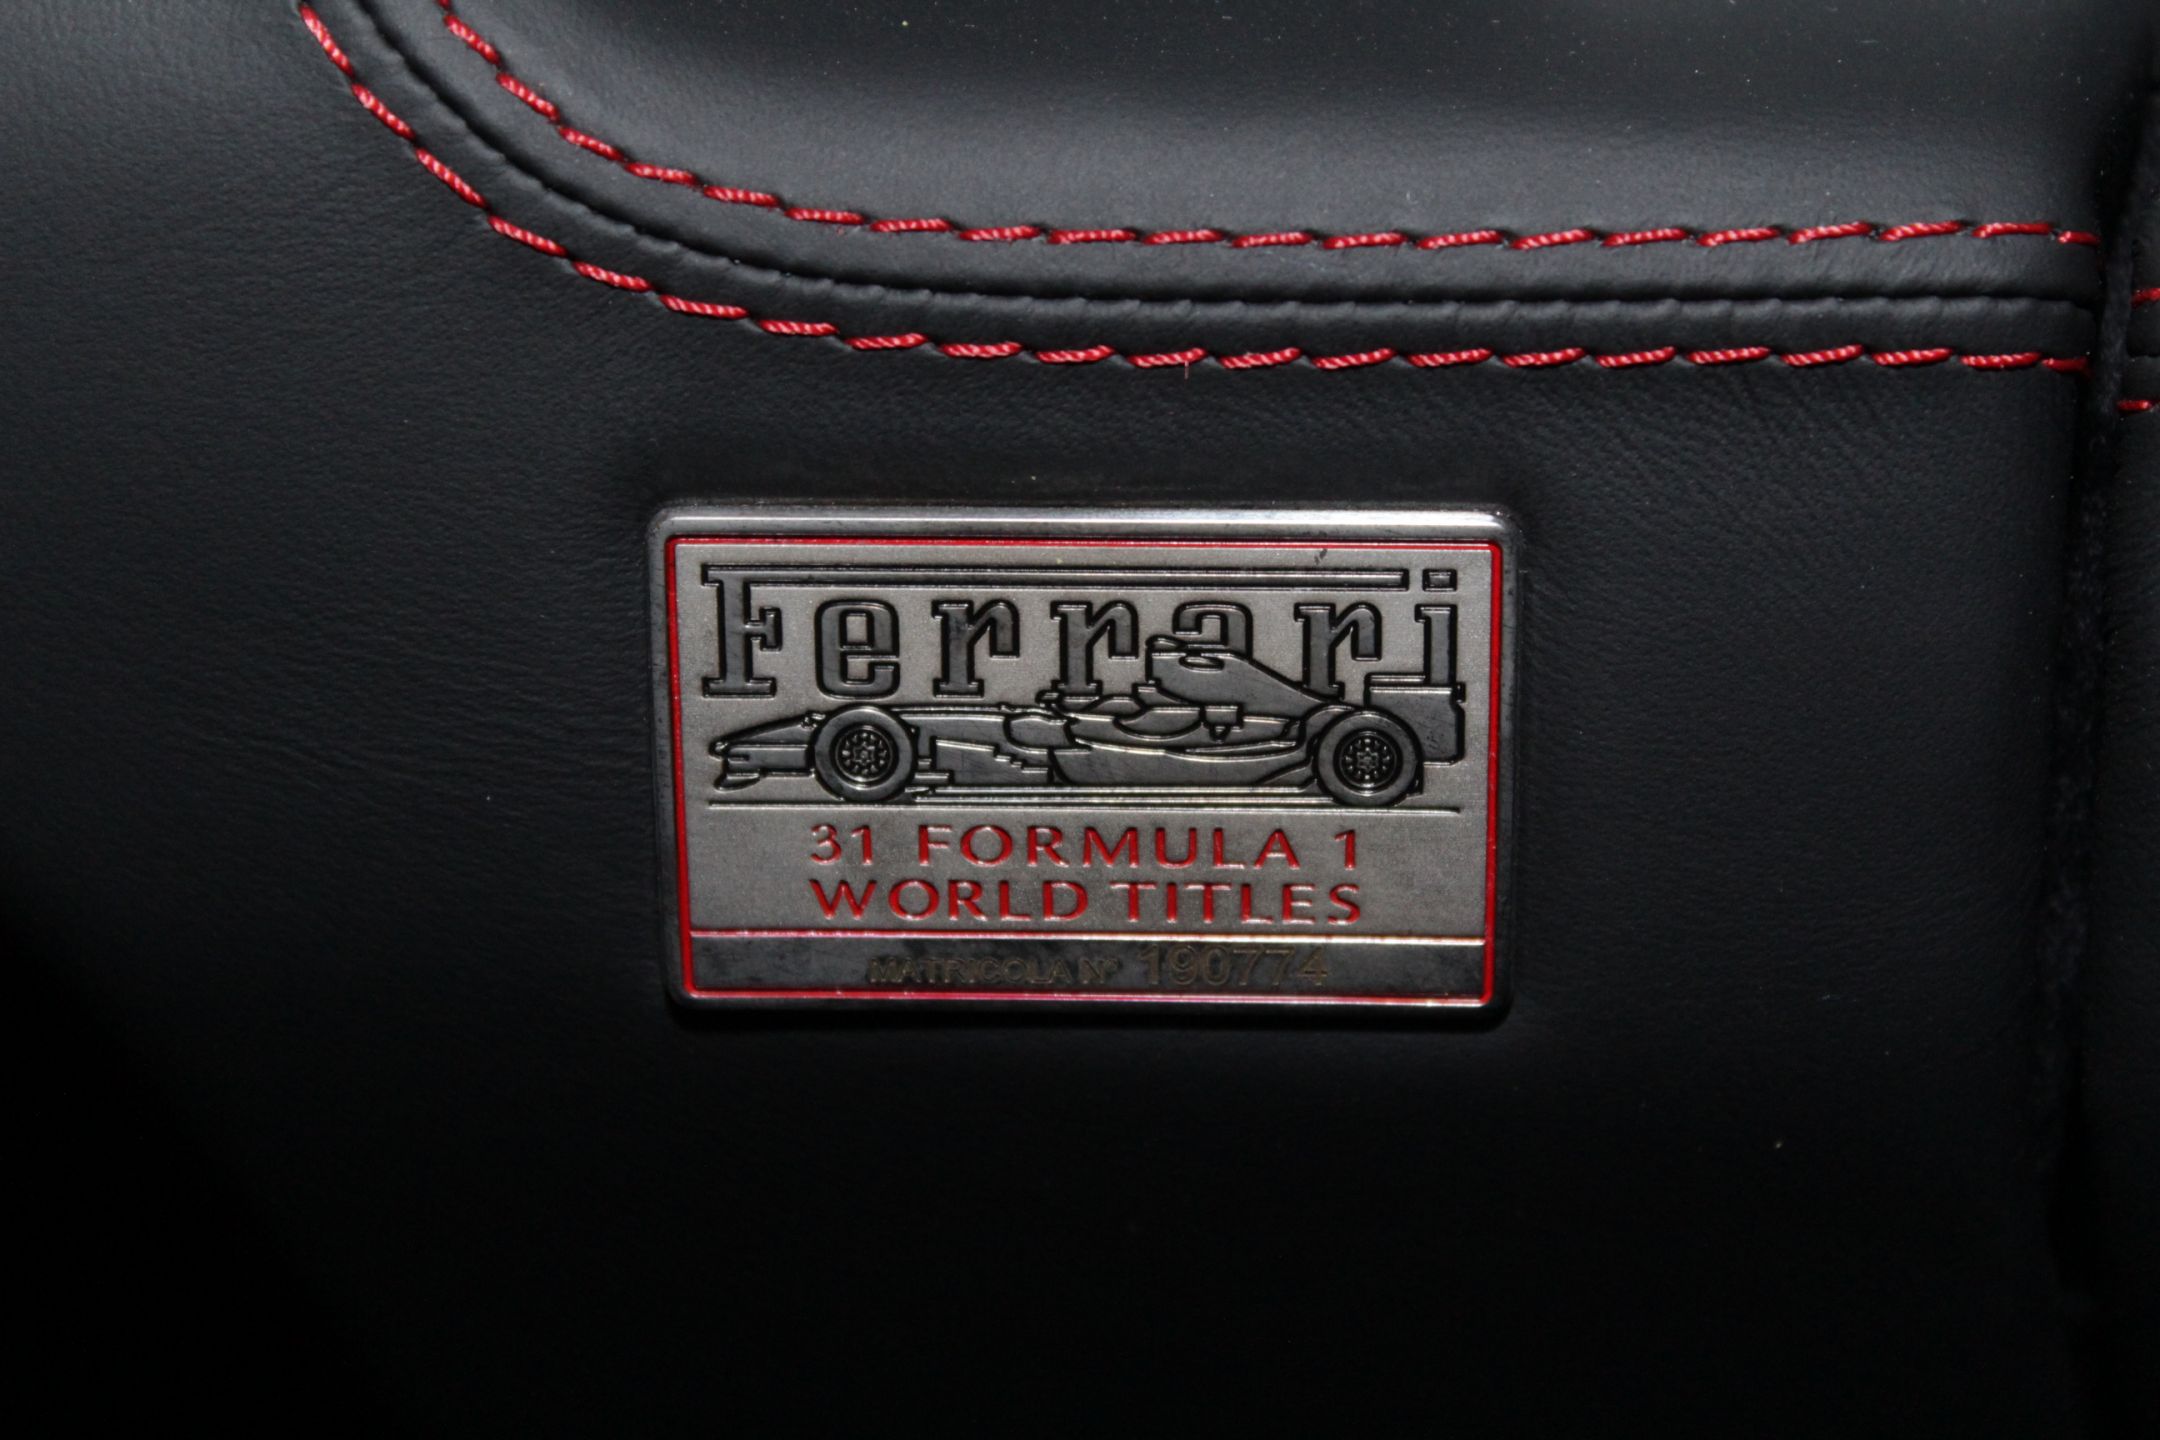 Ferrari
31 FORMULA 1
WORLD TITLES
MATRICOLA N° 190774